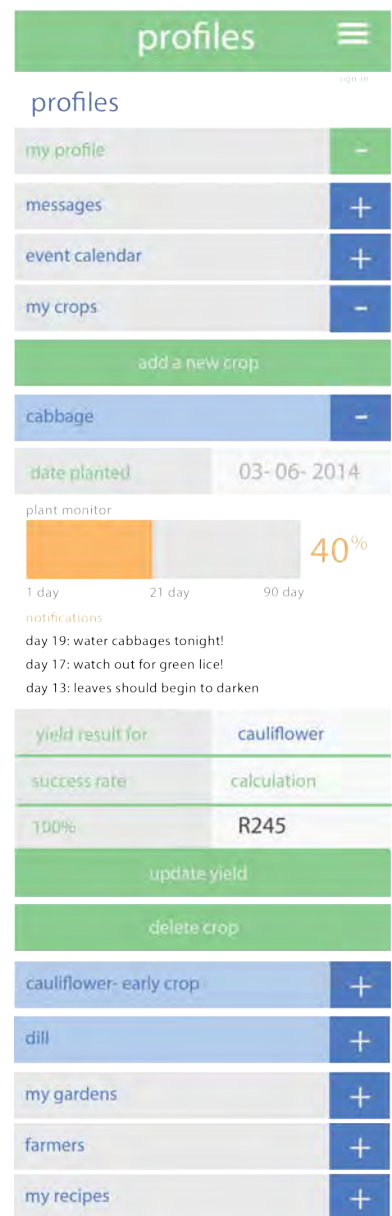 profiles
sign in
profiles
my profile -
messages +
event calendar +
my crops -
add a new crop
cabbage -
date planted 03- 06- 2014
plant monitor
40%
1 day 21 day 90 day
notifications
day 19: water cabbages tonight!
day 17: watch out for green lice!
day 13: leaves should begin to darken
yield result for cauliflower
success rate calculation
100% R245
update yield
delete crop
cauliflower- early crop +
dill +
my gardens +
farmers +
my recipes +